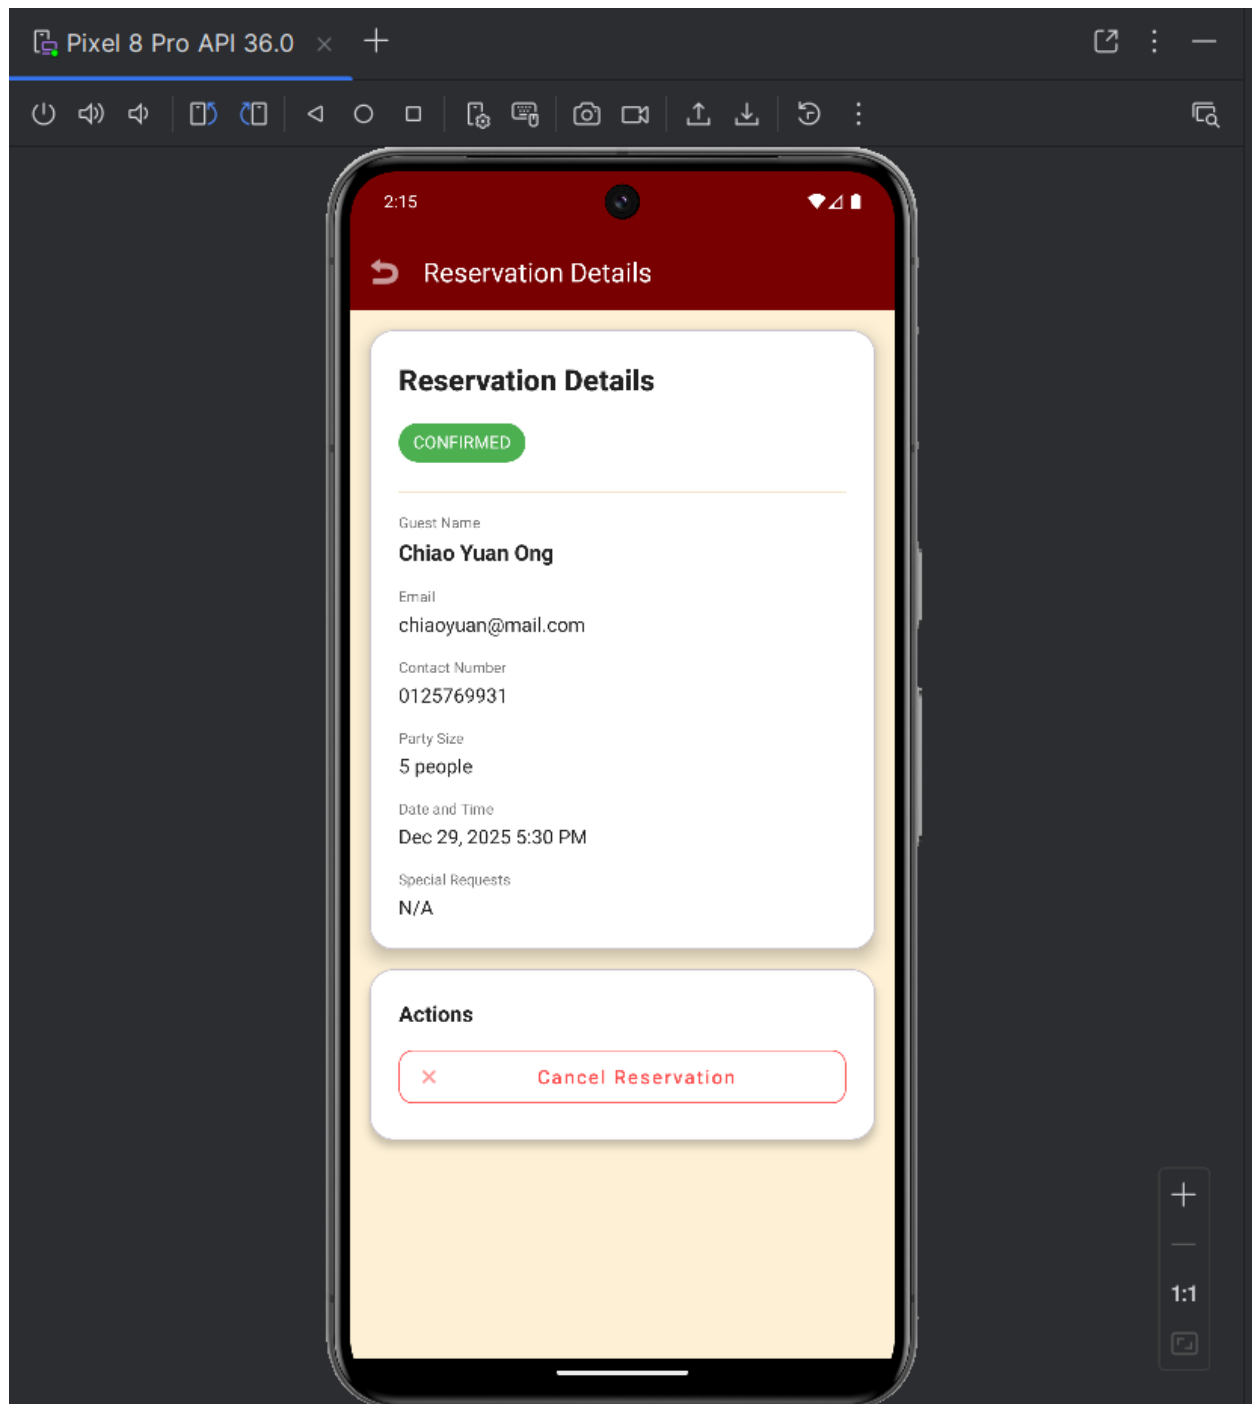 Pixel 8 Pro API 36.0
2:15
Reservation Details
Reservation Details
CONFIRMED
Guest Name
Chiao Yuan Ong
Email
chiaoyuan@mail.com
Contact Number
0125769931
Party Size
5 people
Date and Time
Dec 29, 2025 5:30 PM
Special Requests
N/A
Actions
Cancel Reservation
1:1